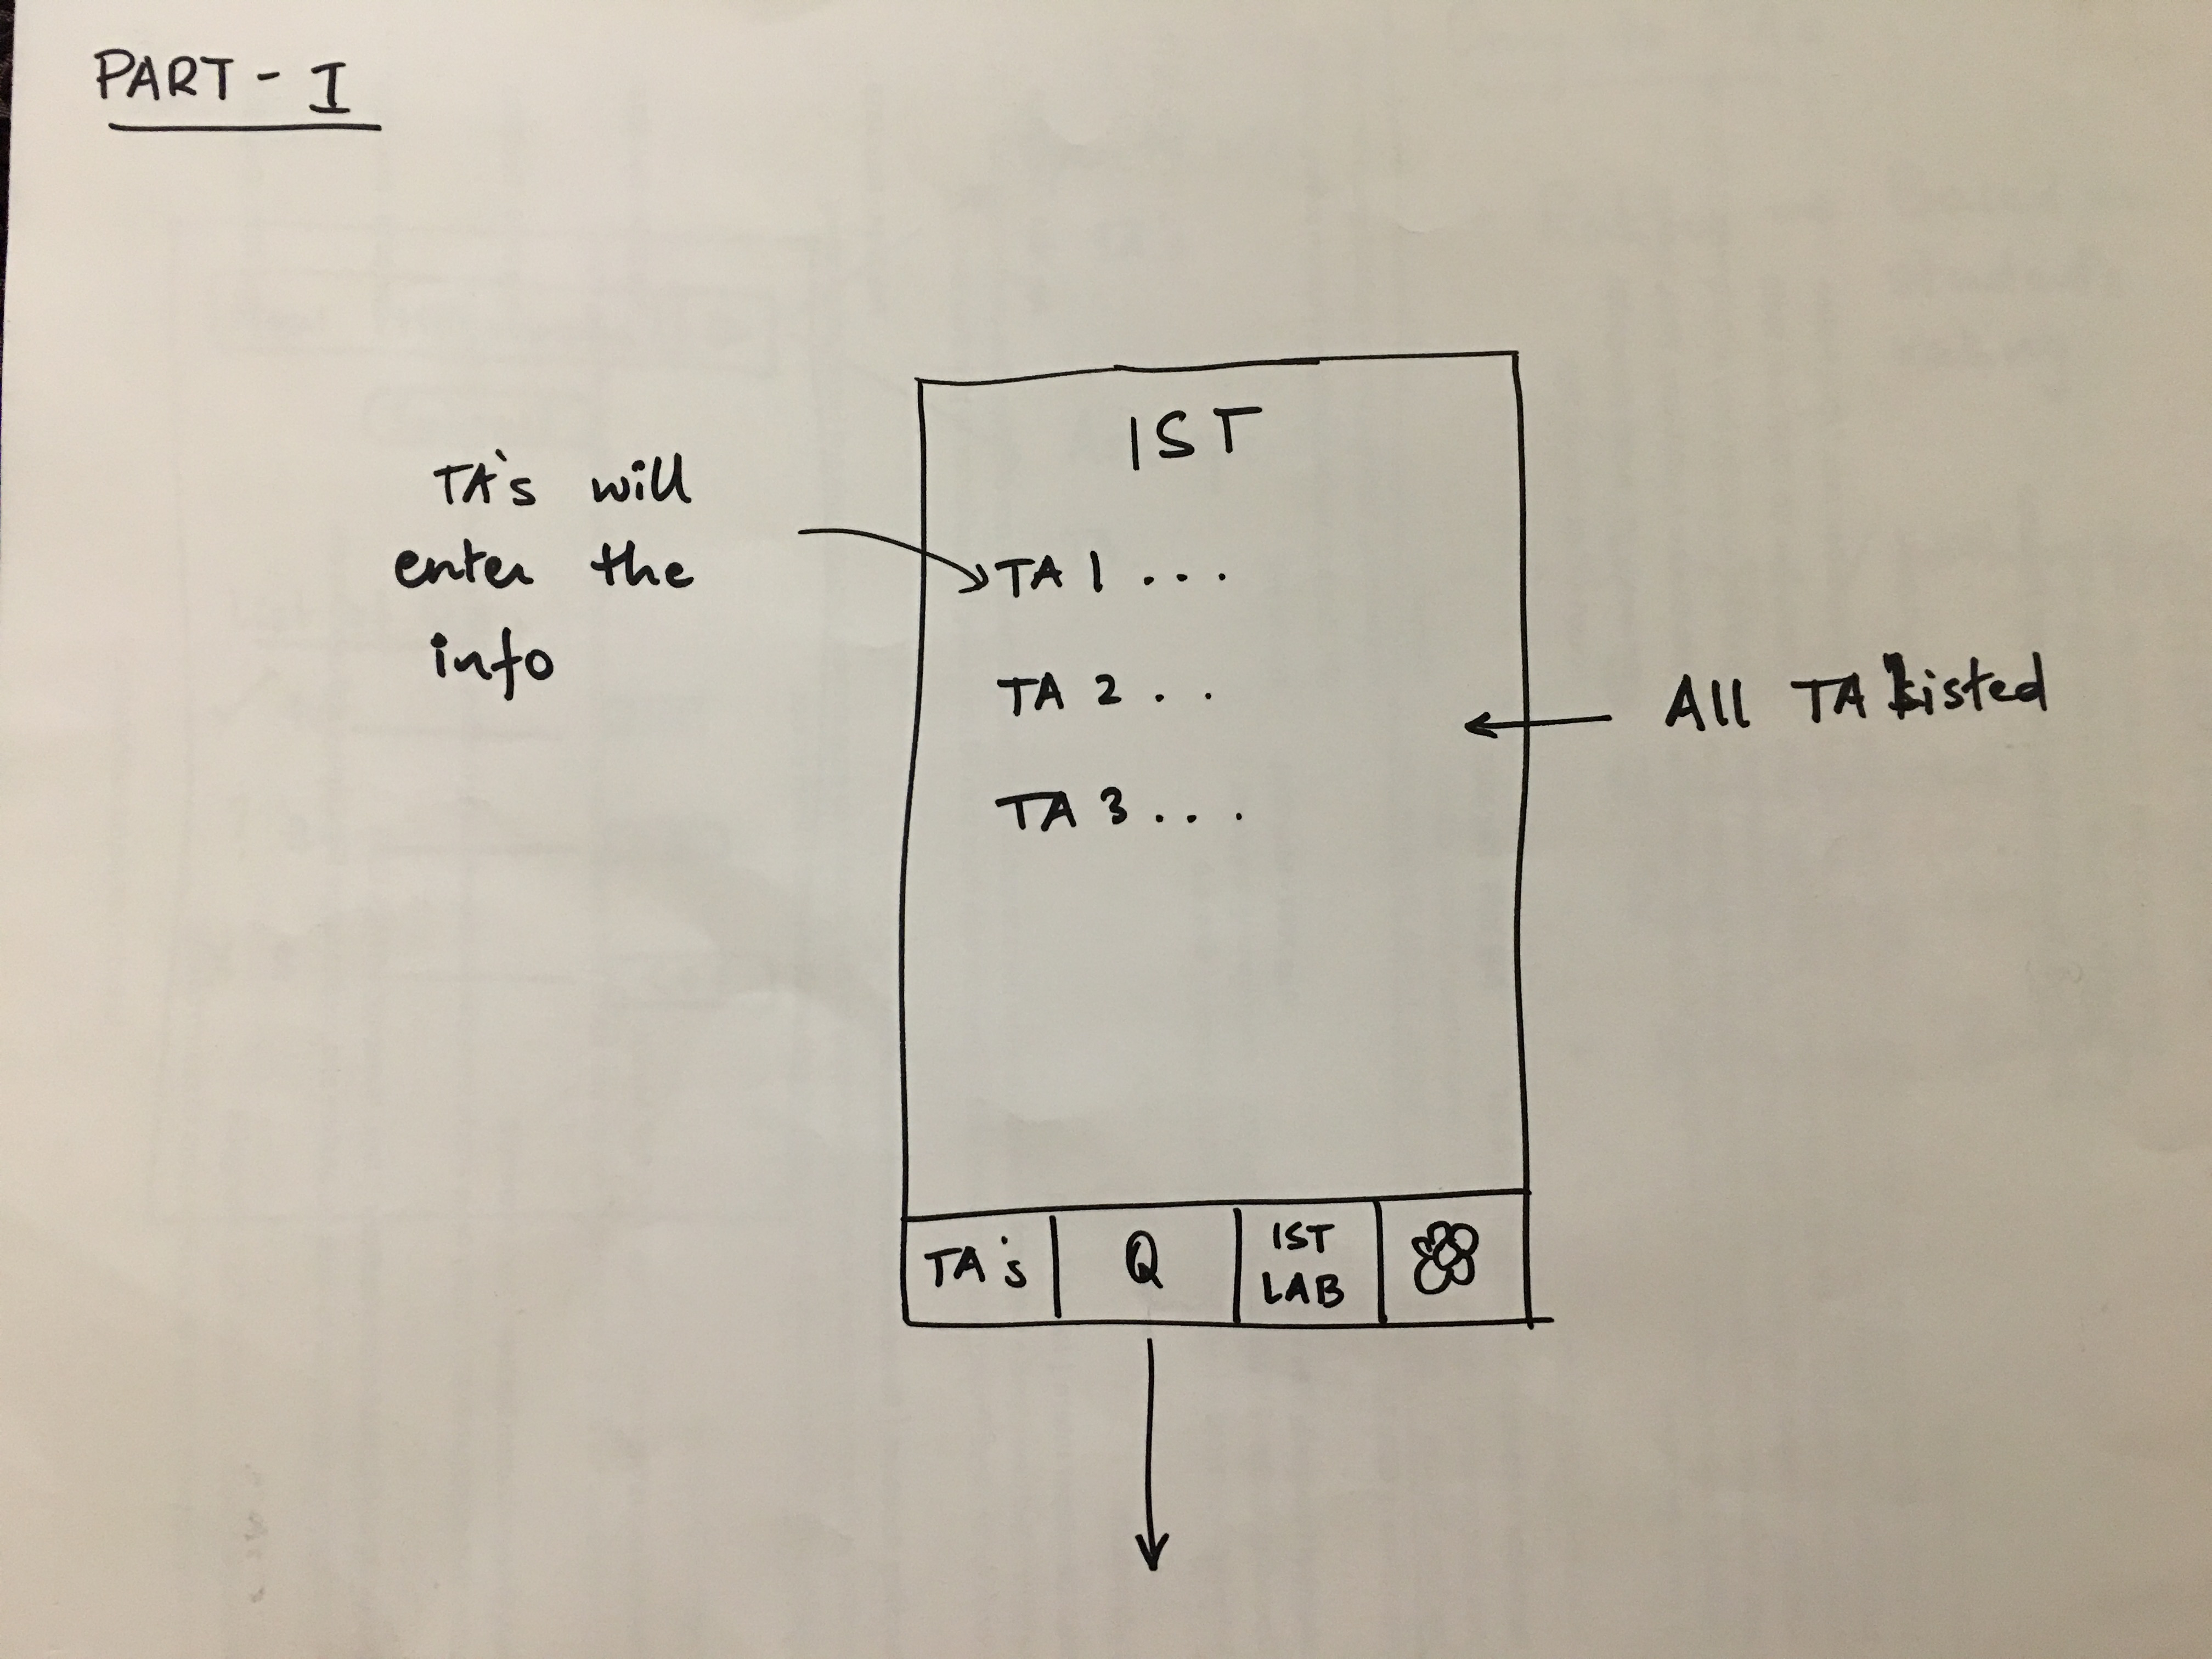 PART - I
IST
TA's will
enter the
info
TA 1 . . .
TA 2 . .
TA 3 . . .
All TA Listed
TA's
Q
IST
LAB